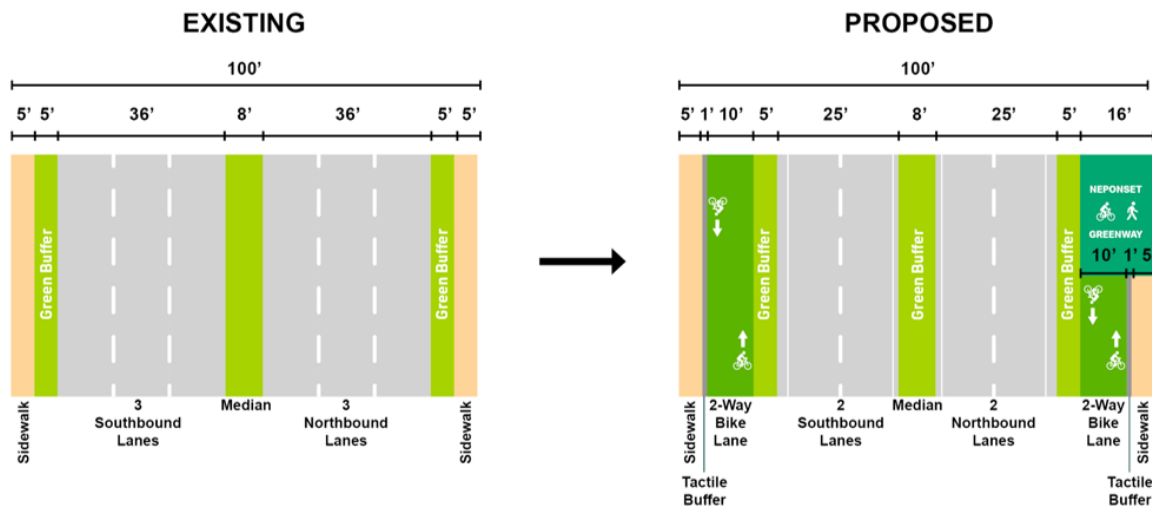 EXISTING
PROPOSED
100’
100’
5’ 5’ 36’ 8’ 36’ 5’ 5’
5’ 1’ 10’ 5’ 25’ 8’ 25’ 5’ 16’
Green Buffer
Green Buffer
Green Buffer
Green Buffer
NEPONSET
GREENWAY
10’ 1’ 5
Sidewalk
3
Southbound
Lanes
Median
3
Northbound
Lanes
Sidewalk
Sidewalk
2-Way
Bike
Lane
2
Southbound
Lanes
Median
2
Northbound
Lanes
2-Way
Bike
Lane
Sidewalk
Tactile
Buffer
Tactile
Buffer